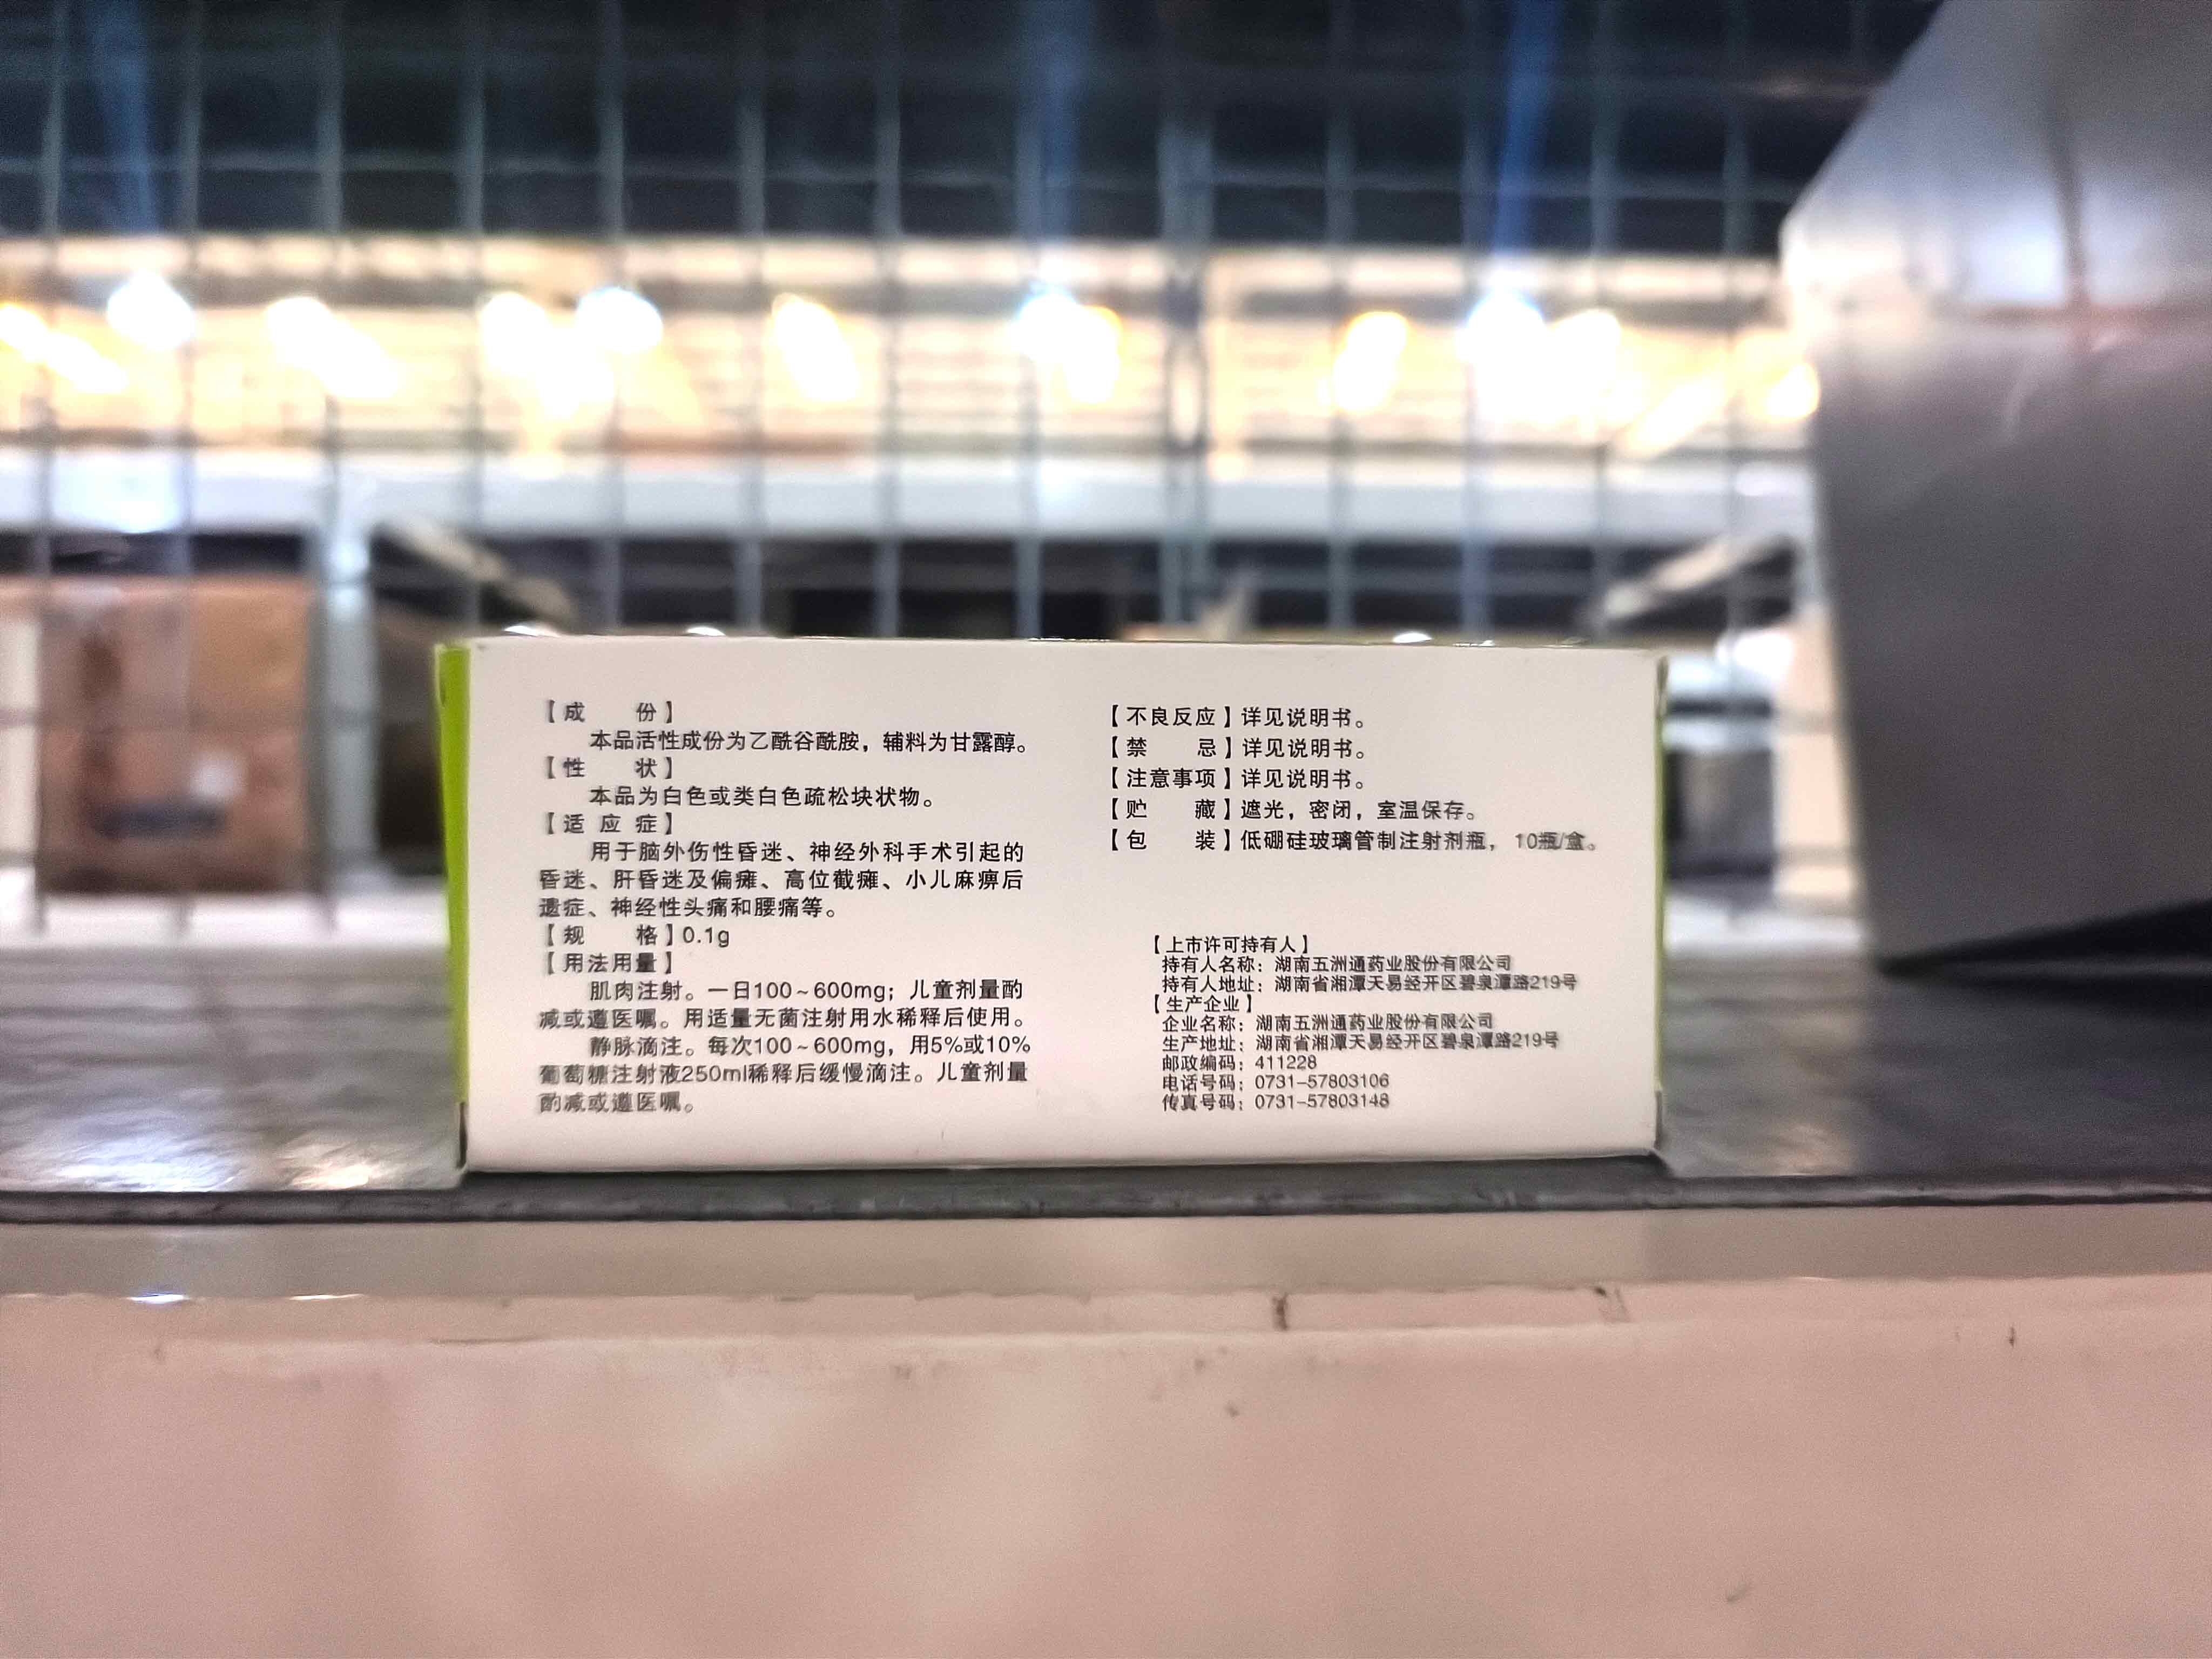 【成　　份】
本品活性成份为乙酰谷酰胺，辅料为甘露醇。
【性　　状】
本品为白色或类白色疏松块状物。
【适 应 症】
用于脑外伤性昏迷、神经外科手术引起的
昏迷、肝昏迷及偏瘫、高位截瘫、小儿麻痹后
遗症、神经性头痛和腰痛等。
【规　　格】0.1g
【用法用量】
肌肉注射。一日100~600mg；儿童剂量酌
减或遵医嘱。用适量无菌注射用水稀释后使用。
静脉滴注。每次100~600mg，用5%或10%
葡萄糖注射液250ml稀释后缓慢滴注。儿童剂量
酌减或遵医嘱。
【不良反应】详见说明书。
【禁　　忌】详见说明书。
【注意事项】详见说明书。
【贮　　藏】遮光，密闭，室温保存。
【包　　装】低硼硅玻璃管制注射剂瓶，10瓶/盒。
【上市许可持有人】
持有人名称：湖南五洲通药业股份有限公司
持有人地址：湖南省湘潭天易经开区碧泉潭路219号
【生产企业】
企业名称：湖南五洲通药业股份有限公司
生产地址：湖南省湘潭天易经开区碧泉潭路219号
邮政编码：411228
电话号码：0731-57803106
传真号码：0731-57803148